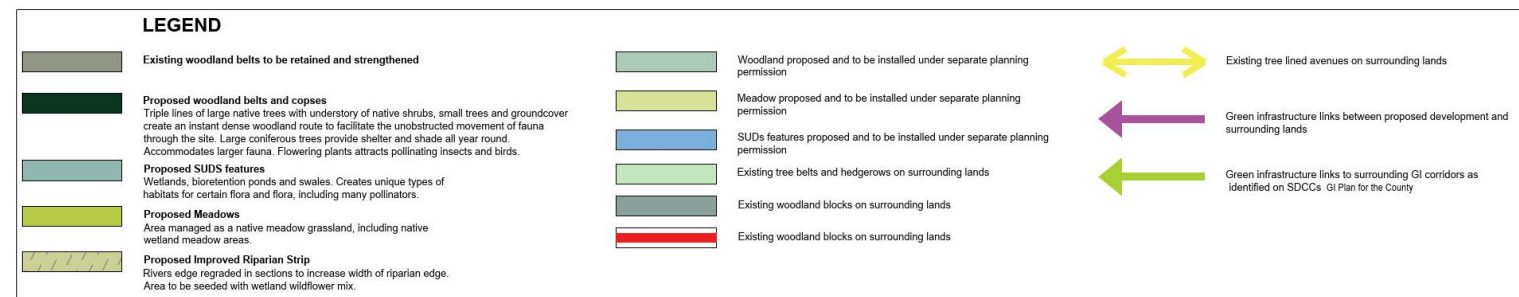 LEGEND
Existing woodland belts to be retained and strengthened
Proposed woodland belts and copses
Triple lines of large native trees with understory of native shrubs, small trees and groundcover
create an instant dense woodland route to facilitate the unobstructed movement of fauna
through the site. Large coniferous trees provide shelter and shade all year round.
Accommodates larger fauna. Flowering plants attracts pollinating insects and birds.
Proposed SUDS features
Wetlands, bioretention ponds and swales. Creates unique types of
habitats for certain flora and flora, including many pollinators.
Proposed Meadows
Area managed as a native meadow grassland, including native
wetland meadow areas.
Proposed Improved Riparian Strip
Rivers edge regraded in sections to increase width of riparian edge.
Area to be seeded with wetland wildflower mix.
Woodland proposed and to be installed under separate planning
permission
Meadow proposed and to be installed under separate planning
permission
SUDs features proposed and to be installed under separate planning
permission
Existing tree belts and hedgerows on surrounding lands
Existing woodland blocks on surrounding lands
Existing woodland blocks on surrounding lands
Existing tree lined avenues on surrounding lands
Green infrastructure links between proposed development and
surrounding lands
Green infrastructure links to surrounding GI corridors as
identified on SDCCs GI Plan for the County